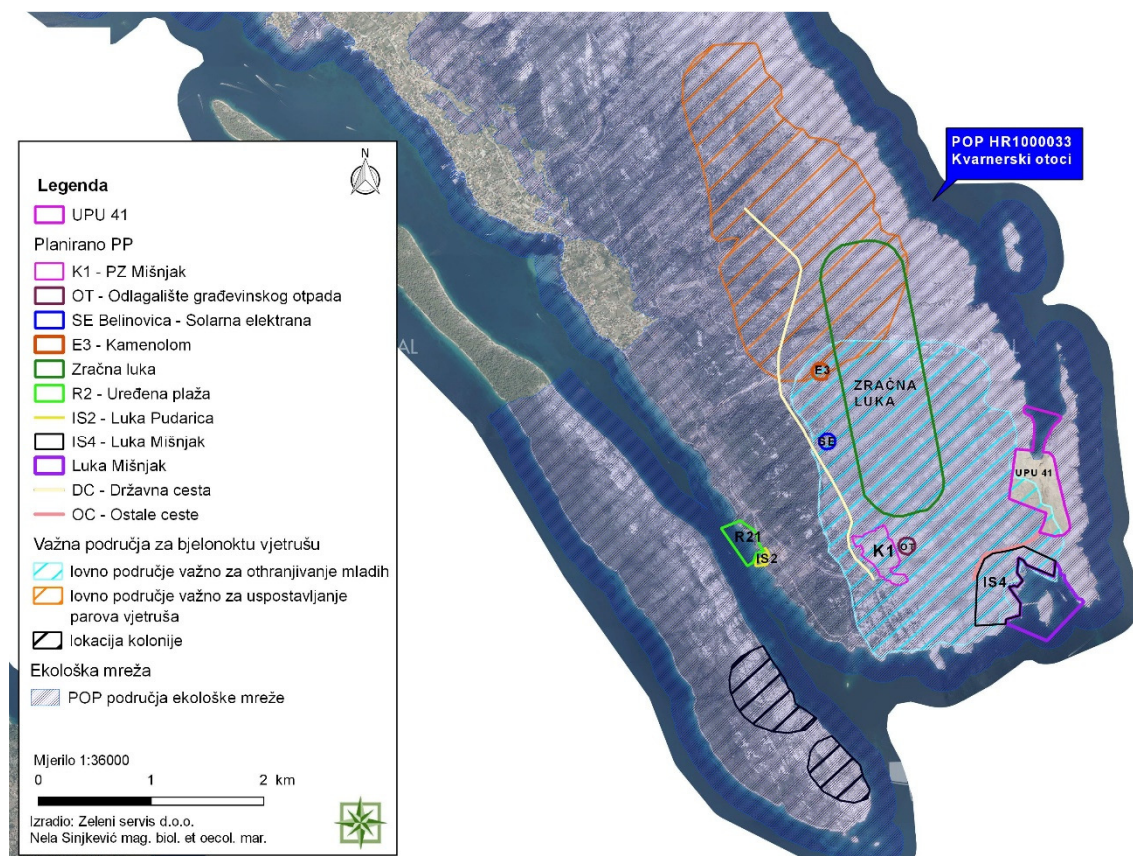 POP HR1000033
Kvarnerski otoci
N
Legenda
UPU 41
Planirano PP
K1 - PZ Mišnjak
OT - Odlagalište građevinskog otpada
SE Belinovica - Solarna elektrana
E3 - Kamenolom
Zračna luka
R2 - Uređena plaža
IS2 - Luka Pudarica
IS4 - Luka Mišnjak
Luka Mišnjak
DC - Državna cesta
OC - Ostale ceste
Važna područja za bjelonoktu vjetrušu
lovno područje važno za othranjivanje mladih
lovno područje važno za uspostavljanje
parova vjetruša
lokacija kolonije
Ekološka mreža
POP područja ekološke mreže
Mjerilo 1:36000
0 1 2 km
Izradio: Zeleni servis d.o.o.
Nela Sinjkević mag. biol. et oecol. mar.
E3
ZRAČNA
LUKA
SE
UPU 41
R21
IS2
K1
OT
IS4